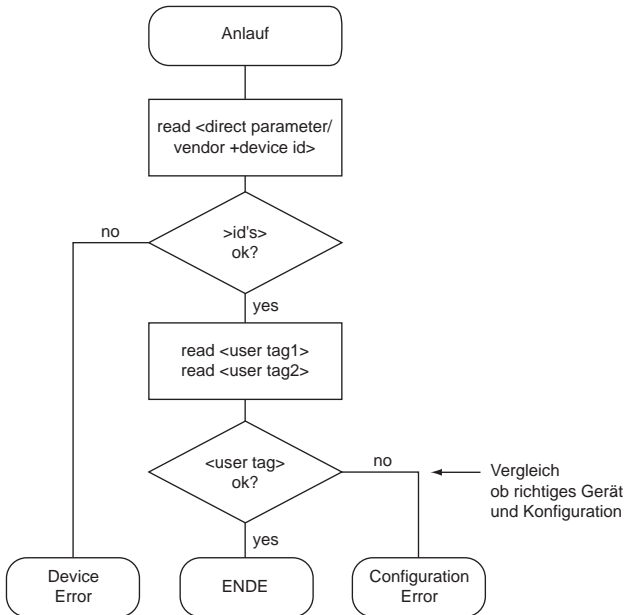 Anlauf
read <direct parameter/
vendor +device id>
no
>id's>
ok?
yes
read <user tag1>
read <user tag2>
<user tag>
ok?
no
Vergleich
ob richtiges Gerät
und Konfiguration
yes
Device
Error
ENDE
Configuration
Error